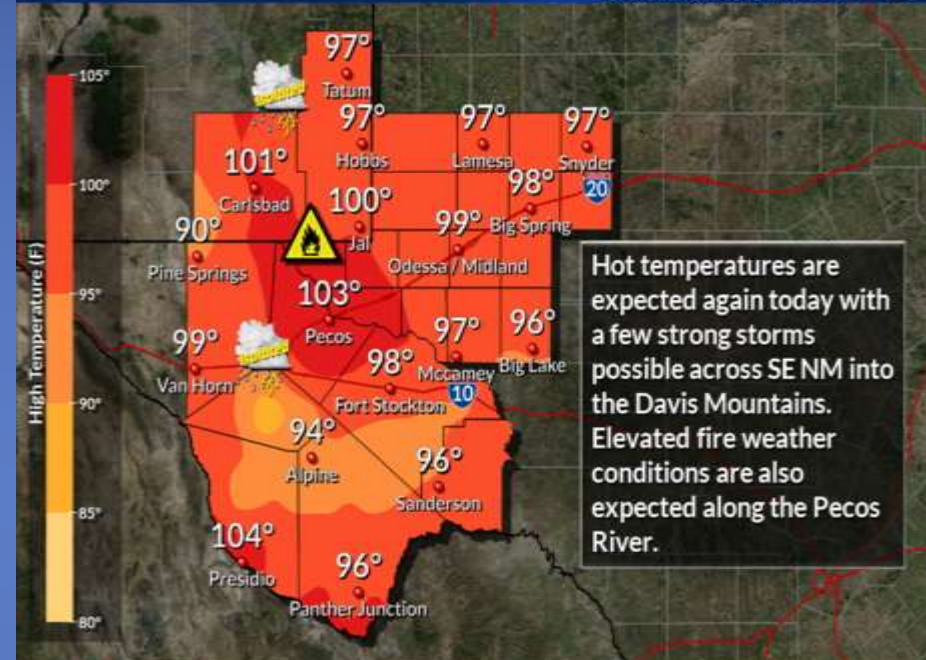 105°
100°
95°
90°
85°
80°
High Temperature (F)
97°
Tatum
Isolated
97°
Hobbs
97°
Lamesa
97°
Snyder
101°
Carlsbad
98°
Big Spring
20
100°
Jal
99°
Odessa / Midland
90°
Pine Springs
103°
Pecos
99°
Van Horn
Isolated
98°
Fort Stockton
97°
Mccamey
96°
Big Lake
10
94°
Alpine
96°
Sanderson
104°
Presidio
96°
Panther Junction
Hot temperatures are
expected again today with
a few strong storms
possible across SE NM into
the Davis Mountains.
Elevated fire weather
conditions are also
expected along the Pecos
River.